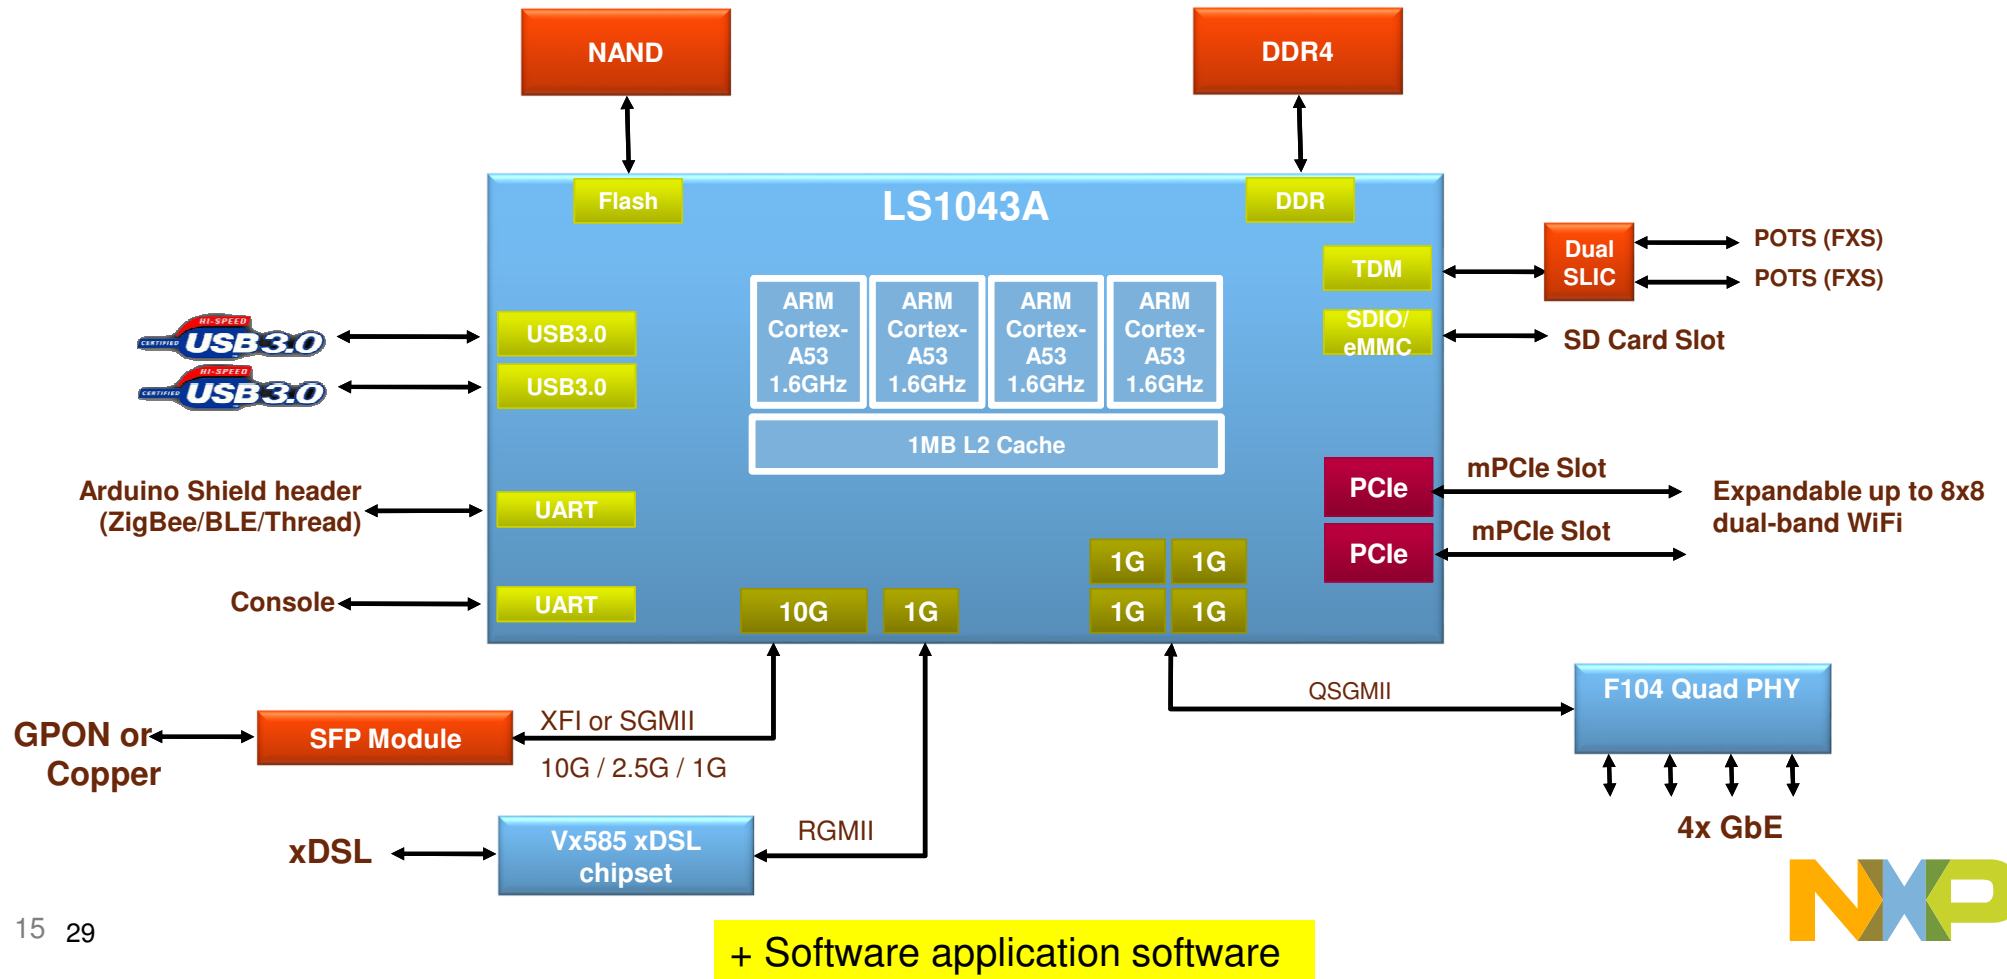 NAND
DDR4
Flash
LS1043A
DDR
TDM
Dual
SLIC
POTS (FXS)
POTS (FXS)
ARM
Cortex-
A53
1.6GHz
ARM
Cortex-
A53
1.6GHz
ARM
Cortex-
A53
1.6GHz
ARM
Cortex-
A53
1.6GHz
SDIO/
eMMC
SD Card Slot
HI-SPEED
CERTIFIED
USB 3.0
USB3.0
HI-SPEED
CERTIFIED
USB 3.0
USB3.0
1MB L2 Cache
Arduino Shield header
(ZigBee/BLE/Thread)
UART
PCIe
mPCIe Slot
Expandable up to 8x8
dual-band WiFi
PCIe
mPCIe Slot
Console
UART
10G
1G
1G
1G
1G
1G
QSGMII
F104 Quad PHY
4x GbE
GPON or
Copper
SFP Module
XFI or SGMII
10G / 2.5G / 1G
xDSL
Vx585 xDSL
chipset
RGMII
NXP
15
29
+ Software application software